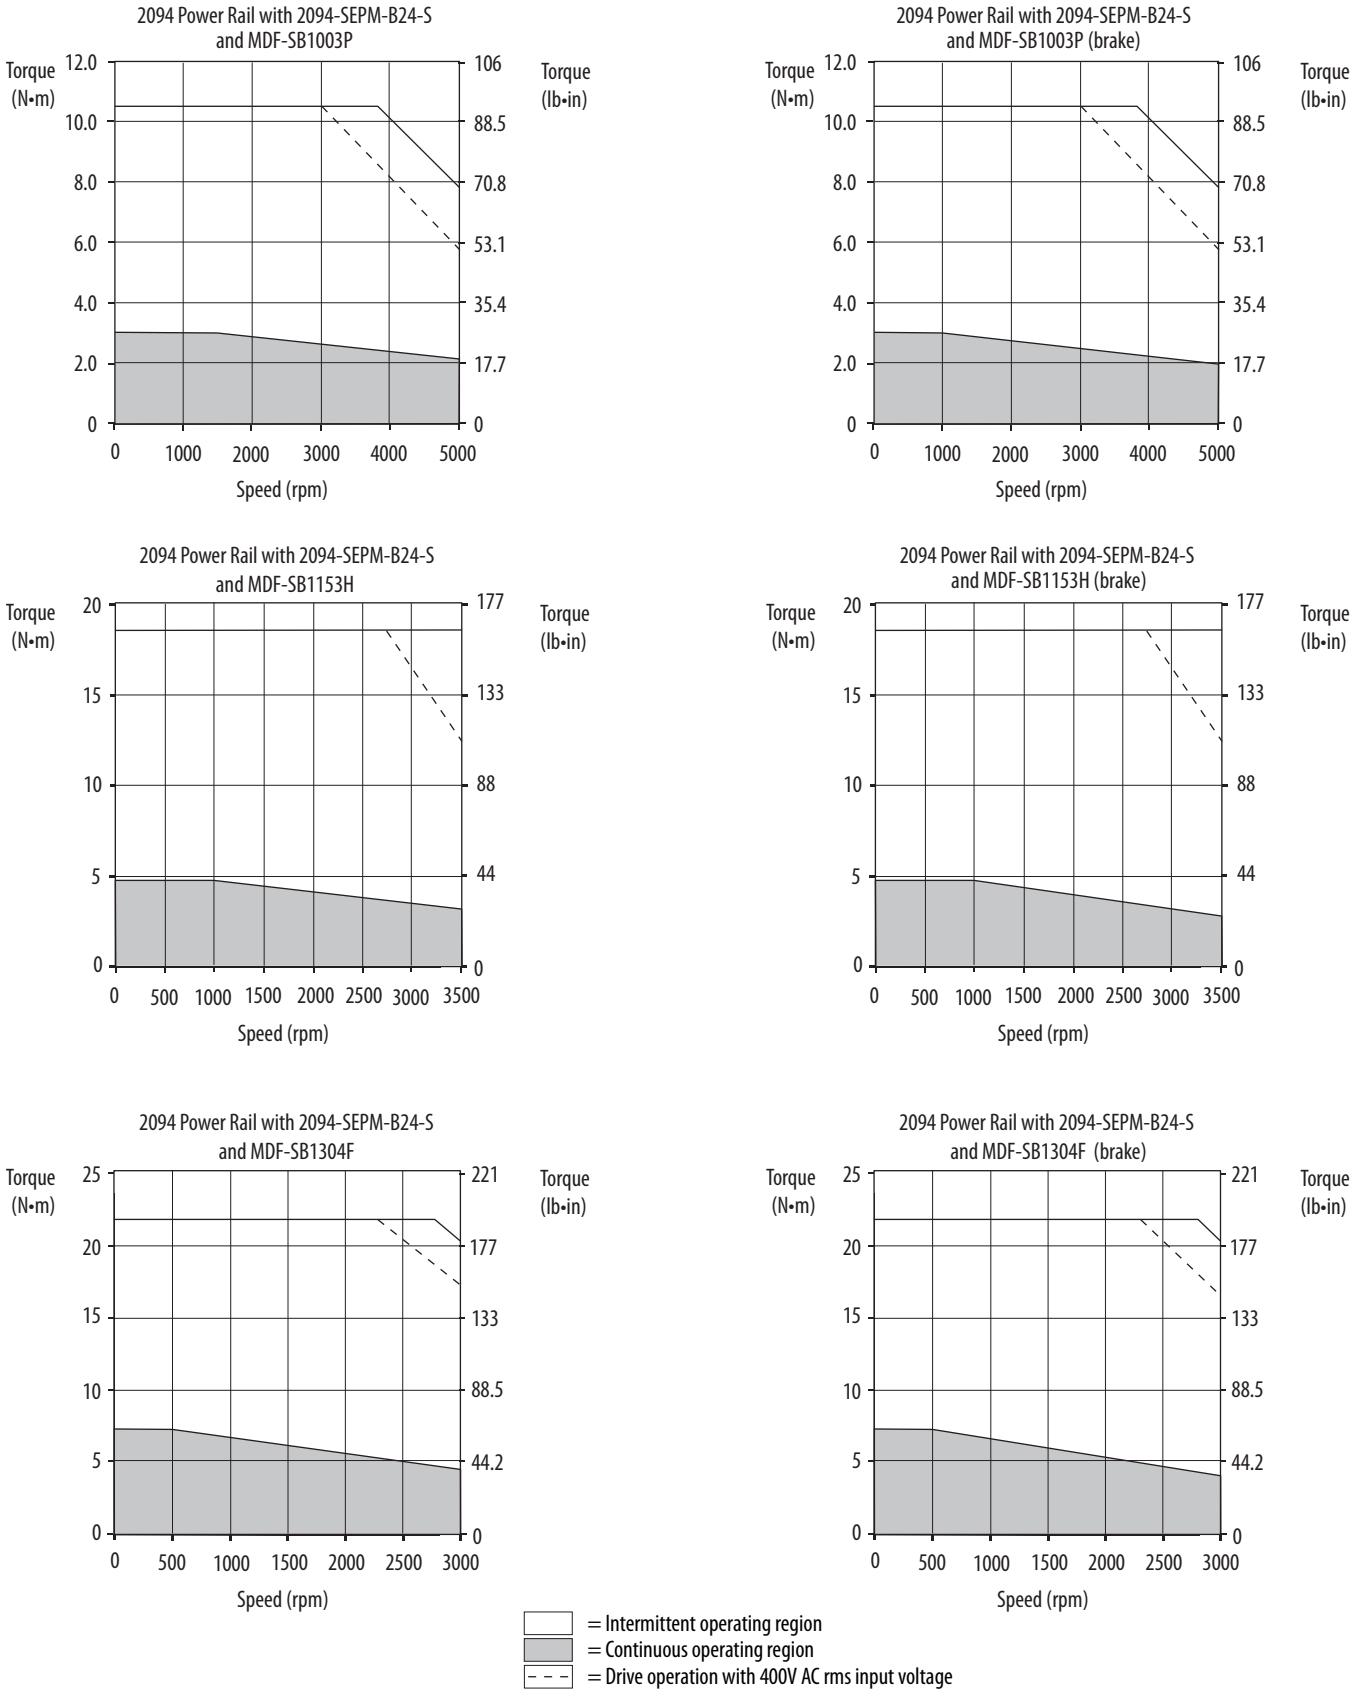 2094 Power Rail with 2094-SEPM-B24-S
and MDF-SB1003P
Torque
(N•m)
12.0
10.0
8.0
6.0
4.0
2.0
0
106
88.5
70.8
53.1
35.4
17.7
0
Torque
(lb•in)
0 1000 2000 3000 4000 5000
Speed (rpm)
2094 Power Rail with 2094-SEPM-B24-S
and MDF-SB1003P (brake)
Torque
(N•m)
12.0
10.0
8.0
6.0
4.0
2.0
0
106
88.5
70.8
53.1
35.4
17.7
0
Torque
(lb•in)
0 1000 2000 3000 4000 5000
Speed (rpm)
2094 Power Rail with 2094-SEPM-B24-S
and MDF-SB1153H
Torque
(N•m)
20
15
10
5
0
177
133
88
44
0
Torque
(lb•in)
0 500 1000 1500 2000 2500 3000 3500
Speed (rpm)
2094 Power Rail with 2094-SEPM-B24-S
and MDF-SB1153H (brake)
Torque
(N•m)
20
15
10
5
0
177
133
88
44
0
Torque
(lb•in)
0 500 1000 1500 2000 2500 3000 3500
Speed (rpm)
2094 Power Rail with 2094-SEPM-B24-S
and MDF-SB1304F
Torque
(N•m)
25
20
15
10
5
0
221
177
133
88.5
44.2
0
Torque
(lb•in)
0 500 1000 1500 2000 2500 3000
Speed (rpm)
2094 Power Rail with 2094-SEPM-B24-S
and MDF-SB1304F (brake)
Torque
(N•m)
25
20
15
10
5
0
221
177
133
88.5
44.2
0
Torque
(lb•in)
0 500 1000 1500 2000 2500 3000
Speed (rpm)
= Intermittent operating region
= Continuous operating region
= Drive operation with 400V AC rms input voltage